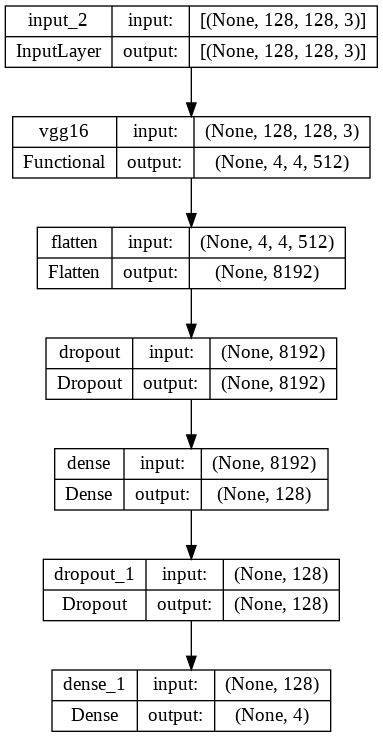 input_2 input: [(None, 128, 128, 3)]
InputLayer output: [(None, 128, 128, 3)]
vgg16 input: (None, 128, 128, 3)
Functional output: (None, 4, 4, 512)
flatten input: (None, 4, 4, 512)
Flatten output: (None, 8192)
dropout input: (None, 8192)
Dropout output: (None, 8192)
dense input: (None, 8192)
Dense output: (None, 128)
dropout_1 input: (None, 128)
Dropout output: (None, 128)
dense_1 input: (None, 128)
Dense output: (None, 4)